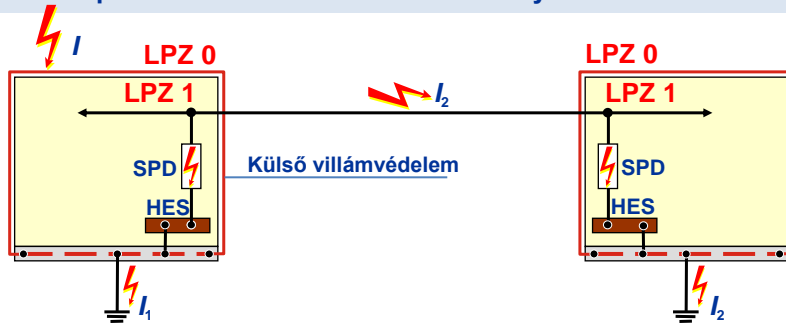 I
LPZ 0
LPZ 0
LPZ 1
I2
LPZ 1
SPD
Külső villámvédelem
SPD
HES
HES
I1
I2